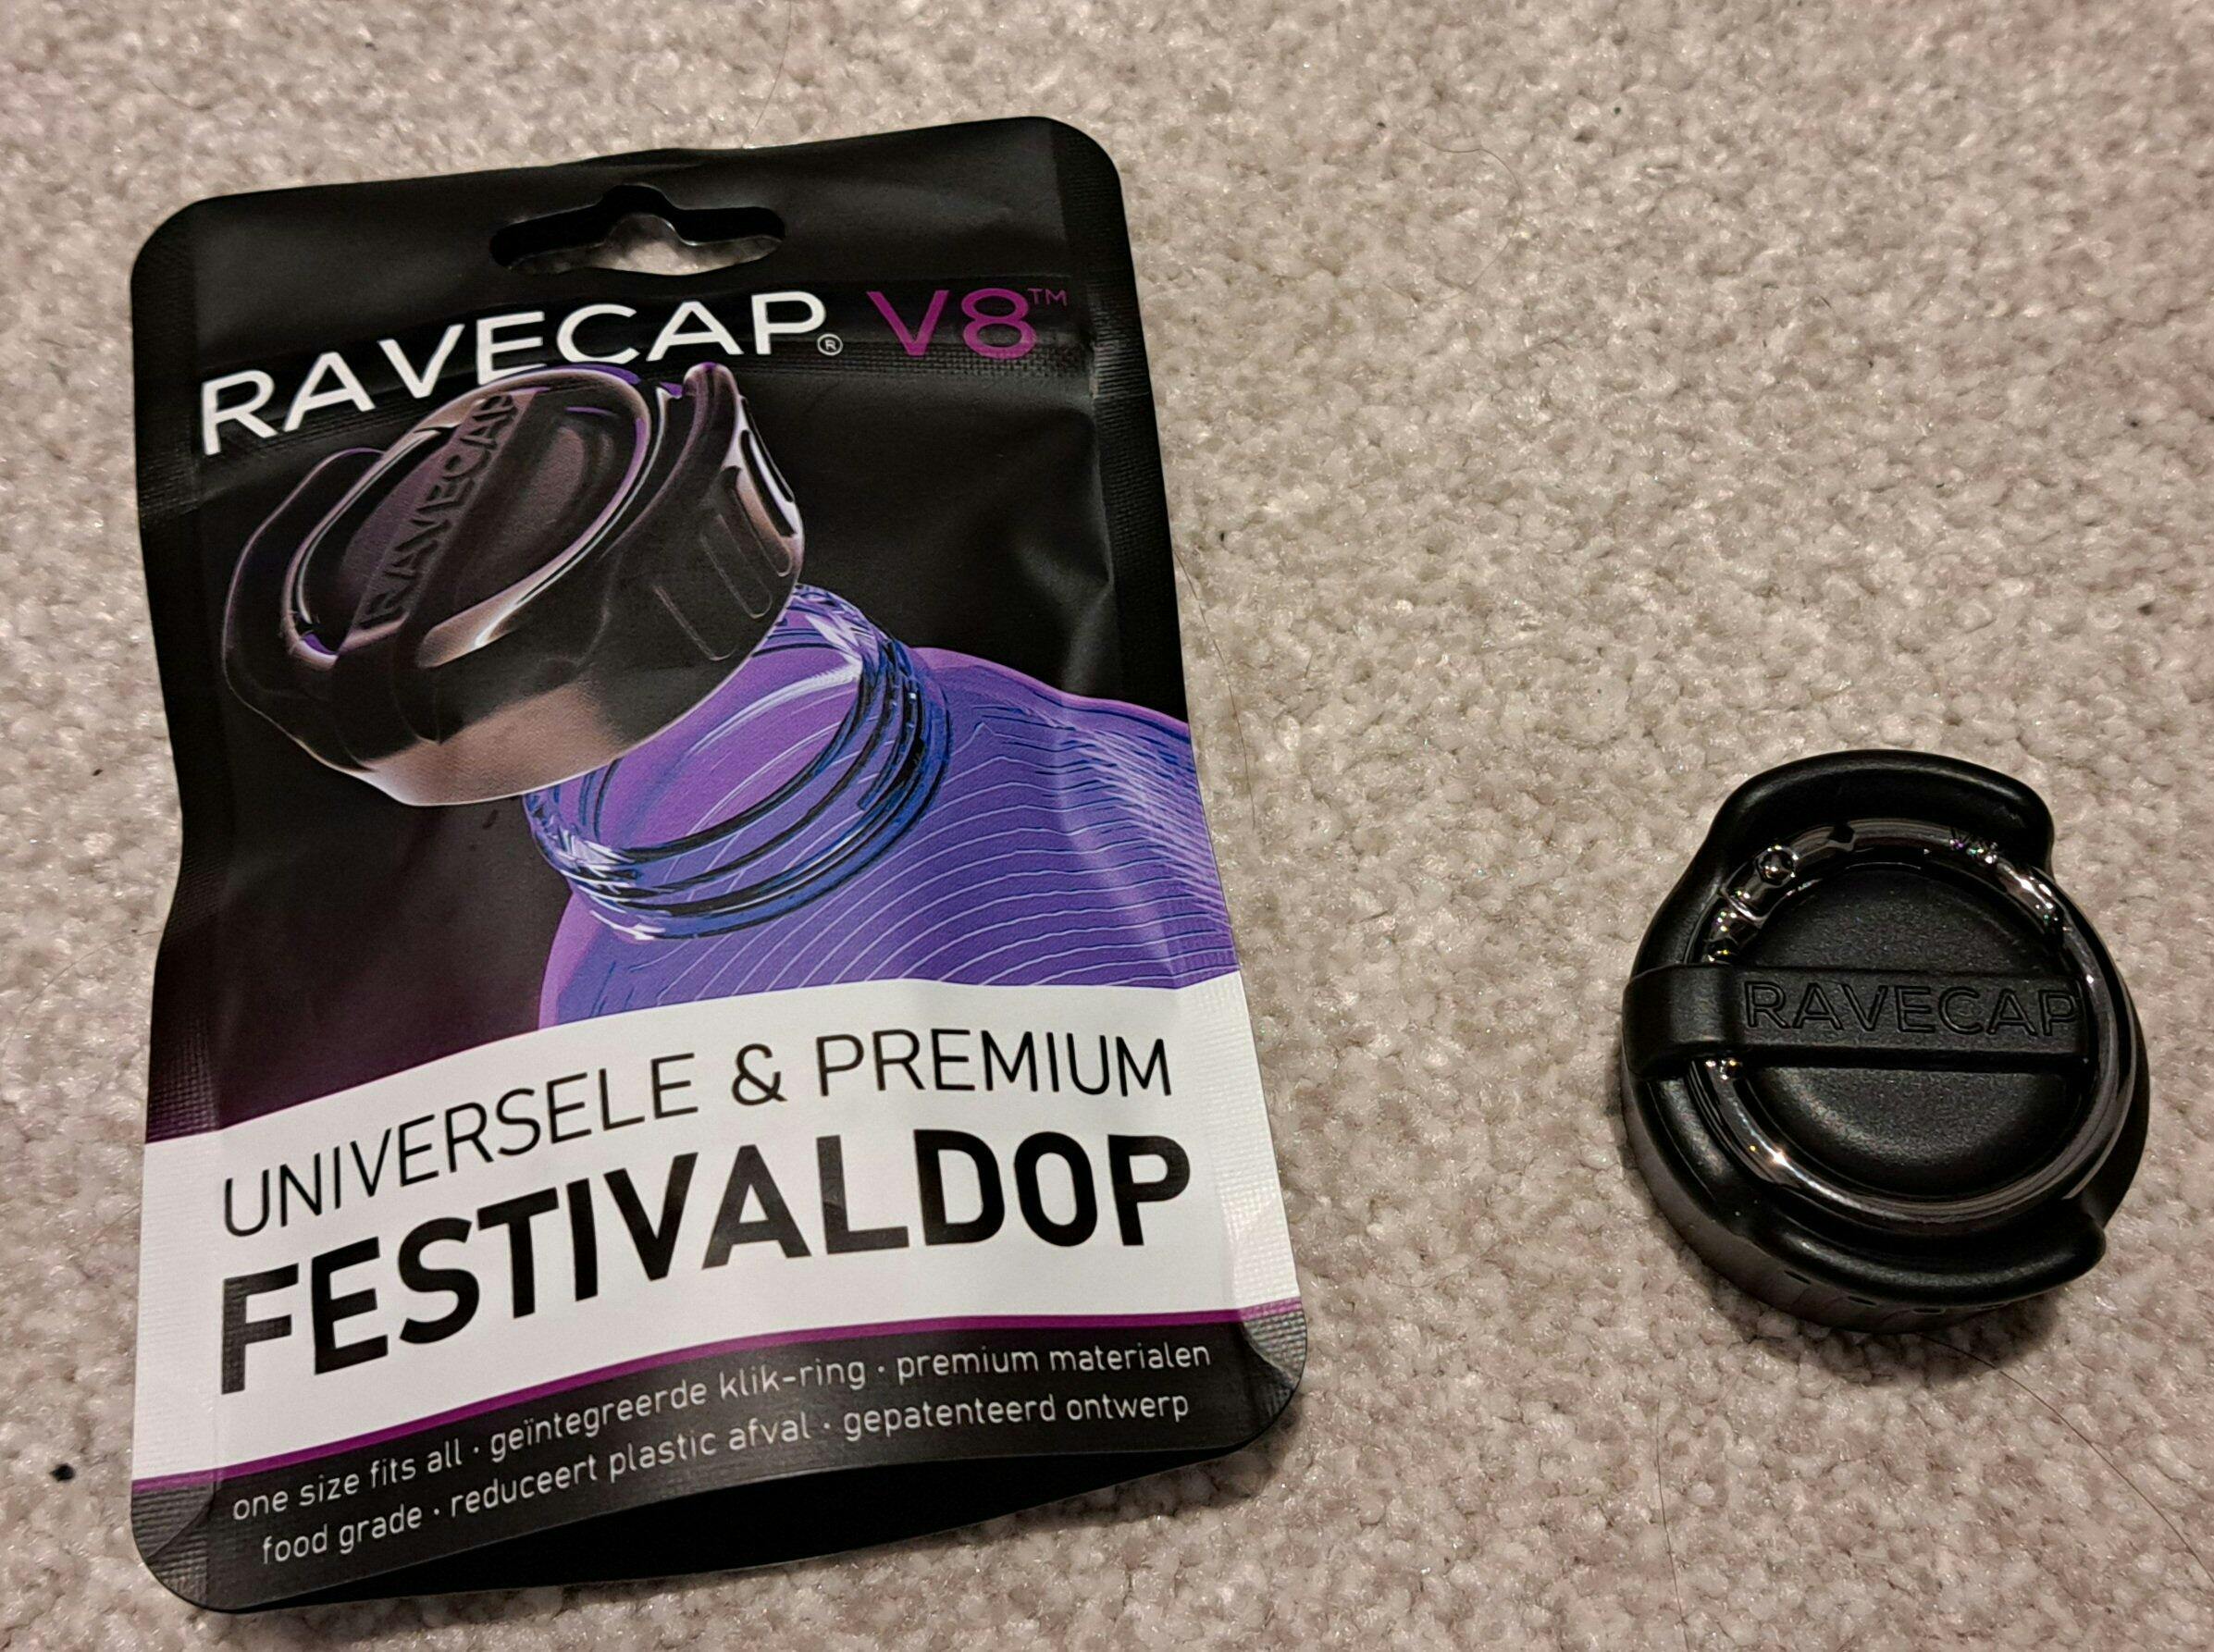 RAVECAP® V8™
RAVECAP
UNIVERSELE & PREMIUM
FESTIVALDOP
one size fits all · geïntegreerde klik-ring · premium materialen
food grade · reduceert plastic afval · gepatenteerd ontwerp
V8
RAVECAP